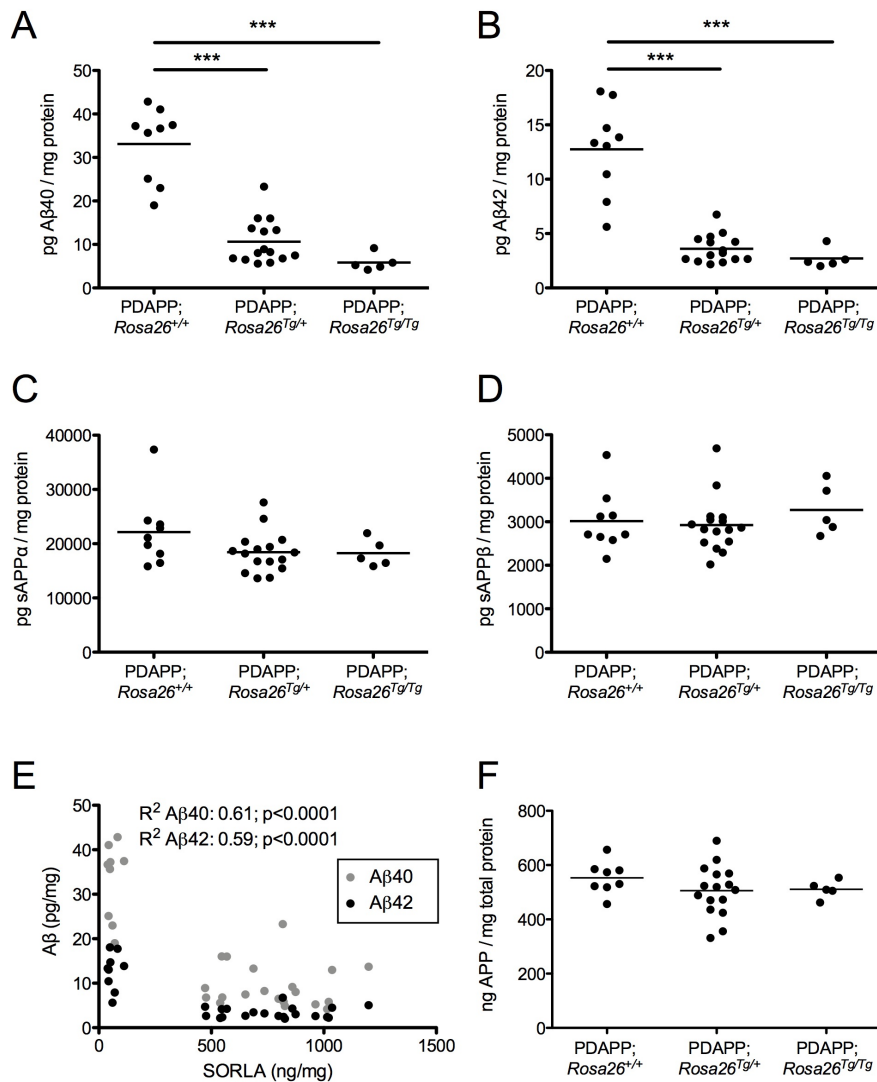 A
pg Aβ40 / mg protein
50
40
30
20
10
0
***
***
PDAPP; PDAPP; PDAPP;
Rosa26+/+ Rosa26Tg/+ Rosa26Tg/Tg
B
pg Aβ42 / mg protein
20
15
10
5
0
***
***
PDAPP; PDAPP; PDAPP;
Rosa26+/+ Rosa26Tg/+ Rosa26Tg/Tg
C
pg sAPPα / mg protein
40000
30000
20000
10000
0
PDAPP; PDAPP; PDAPP;
Rosa26+/+ Rosa26Tg/+ Rosa26Tg/Tg
D
pg sAPPβ / mg protein
5000
4000
3000
2000
1000
0
PDAPP; PDAPP; PDAPP;
Rosa26+/+ Rosa26Tg/+ Rosa26Tg/Tg
E
R2 Aβ40: 0.61; p<0.0001
R2 Aβ42: 0.59; p<0.0001
Aβ40
Aβ42
Aβ (pg/mg)
50
40
30
20
10
0
0 500 1000 1500
SORLA (ng/mg)
F
ng APP / mg total protein
800
600
400
200
0
PDAPP; PDAPP; PDAPP;
Rosa26+/+ Rosa26Tg/+ Rosa26Tg/Tg